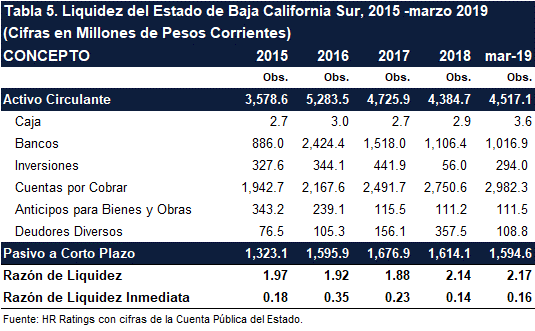 Tabla 5. Liquidez del Estado de Baja California Sur, 2015 -marzo 2019
(Cifras en Millones de Pesos Corrientes)
CONCEPTO 2015 2016 2017 2018 mar-19
Obs. Obs. Obs. Obs. Obs.
Activo Circulante 3,578.6 5,283.5 4,725.9 4,384.7 4,517.1
Caja 2.7 3.0 2.7 2.9 3.6
Bancos 886.0 2,424.4 1,518.0 1,106.4 1,016.9
Inversiones 327.6 344.1 441.9 56.0 294.0
Cuentas por Cobrar 1,942.7 2,167.6 2,491.7 2,750.6 2,982.3
Anticipos para Bienes y Obras 343.2 239.1 115.5 111.2 111.5
Deudores Diversos 76.5 105.3 156.1 357.5 108.8
Pasivo a Corto Plazo 1,323.1 1,595.9 1,676.9 1,614.1 1,594.6
Razón de Liquidez 1.97 1.92 1.88 2.14 2.17
Razón de Liquidez Inmediata 0.18 0.35 0.23 0.14 0.16
Fuente: HR Ratings con cifras de la Cuenta Pública del Estado.